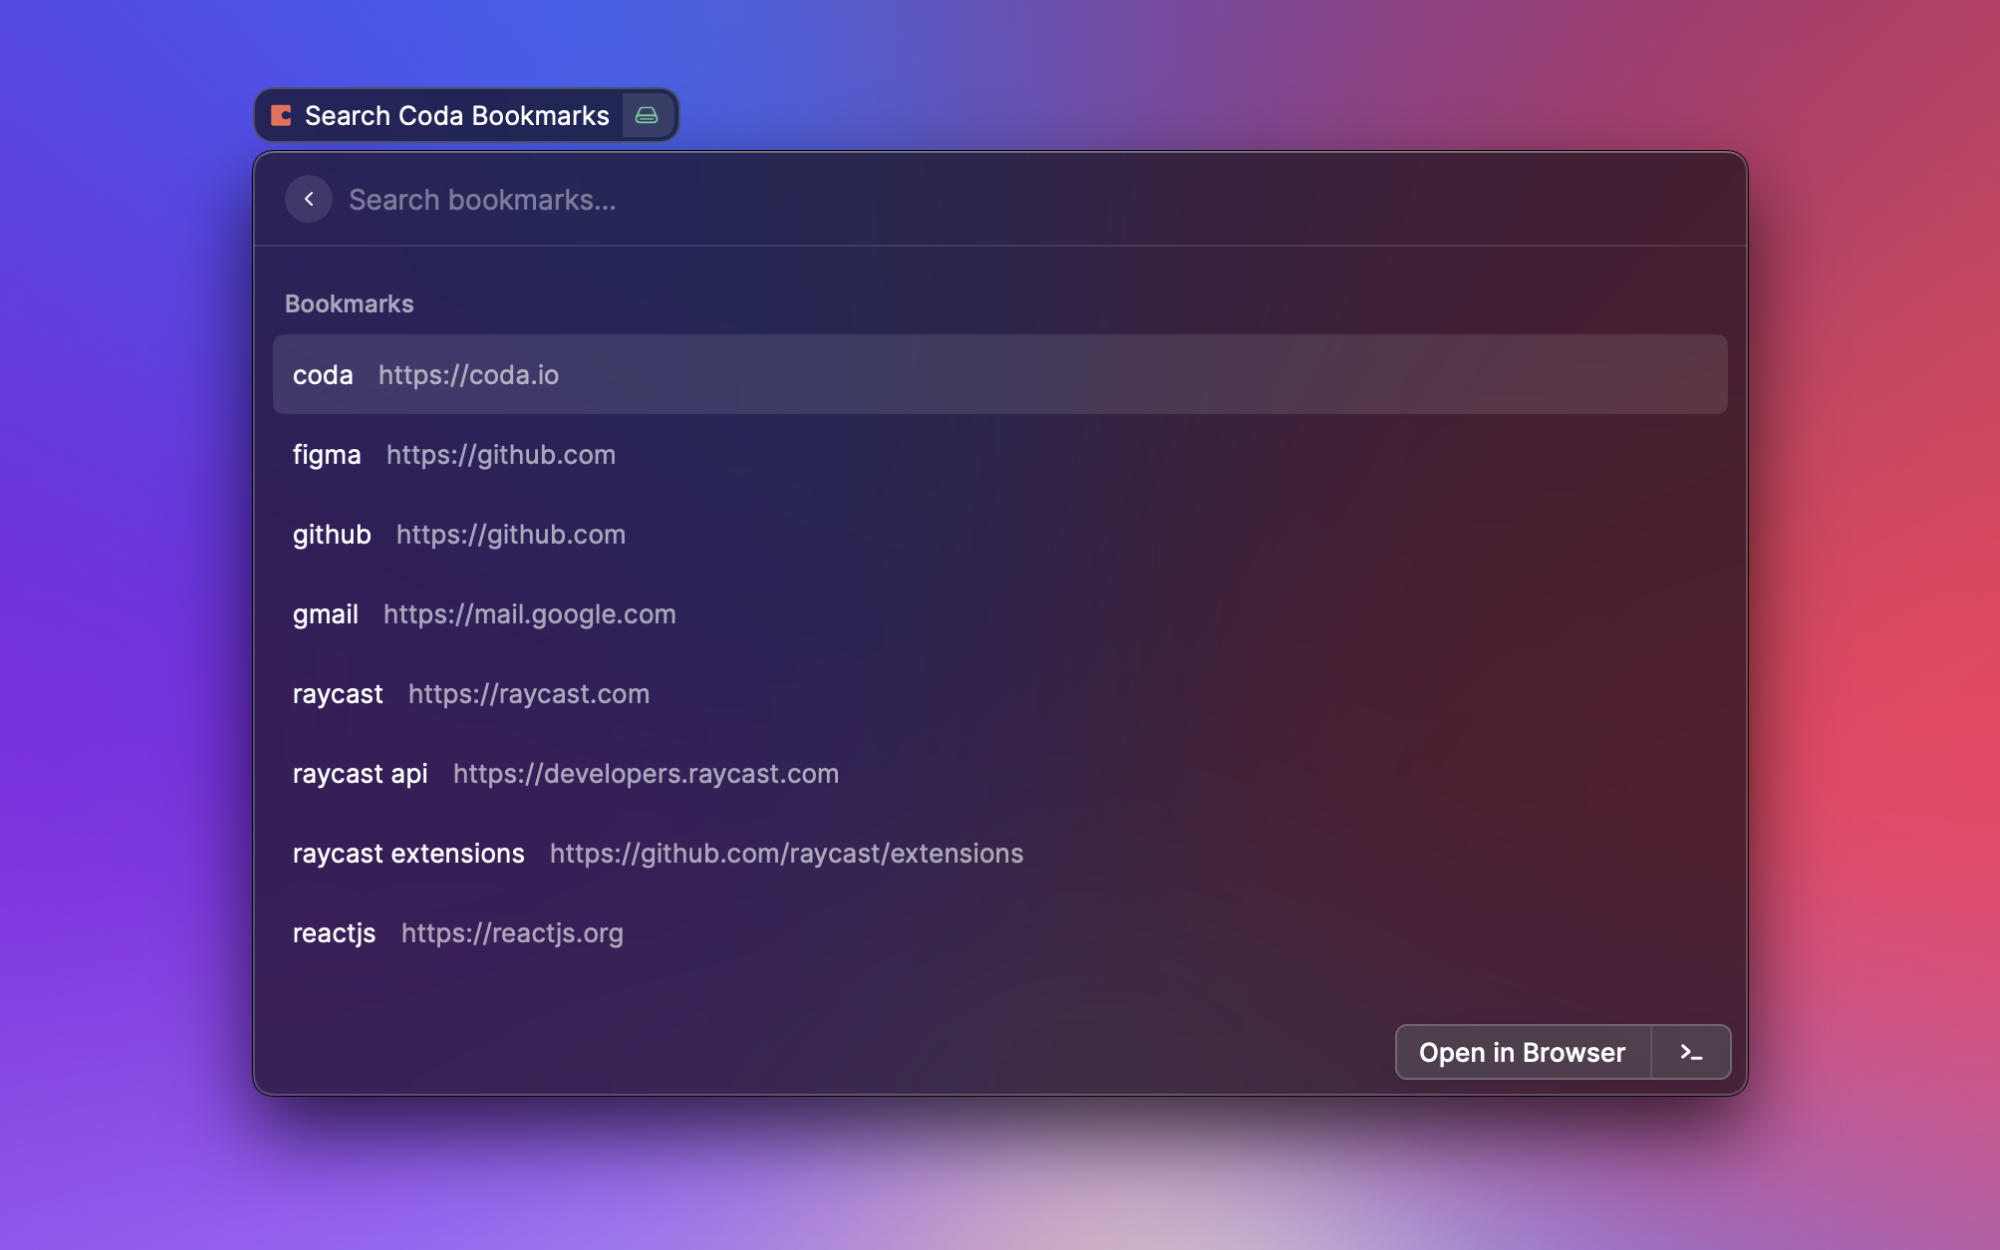 Search Coda Bookmarks
Search bookmarks...
Bookmarks
coda https://coda.io
figma https://github.com
github https://github.com
gmail https://mail.google.com
raycast https://raycast.com
raycast api https://developers.raycast.com
raycast extensions https://github.com/raycast/extensions
reactjs https://reactjs.org
Open in Browser